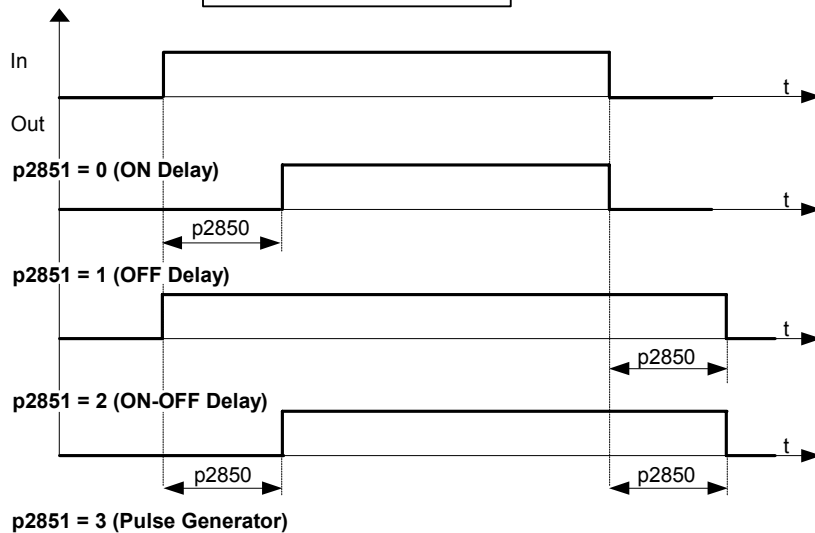 In
t
Out
p2851 = 0 (ON Delay)
t
p2850
p2851 = 1 (OFF Delay)
t
p2850
p2851 = 2 (ON-OFF Delay)
t
p2850 p2850
p2851 = 3 (Pulse Generator)